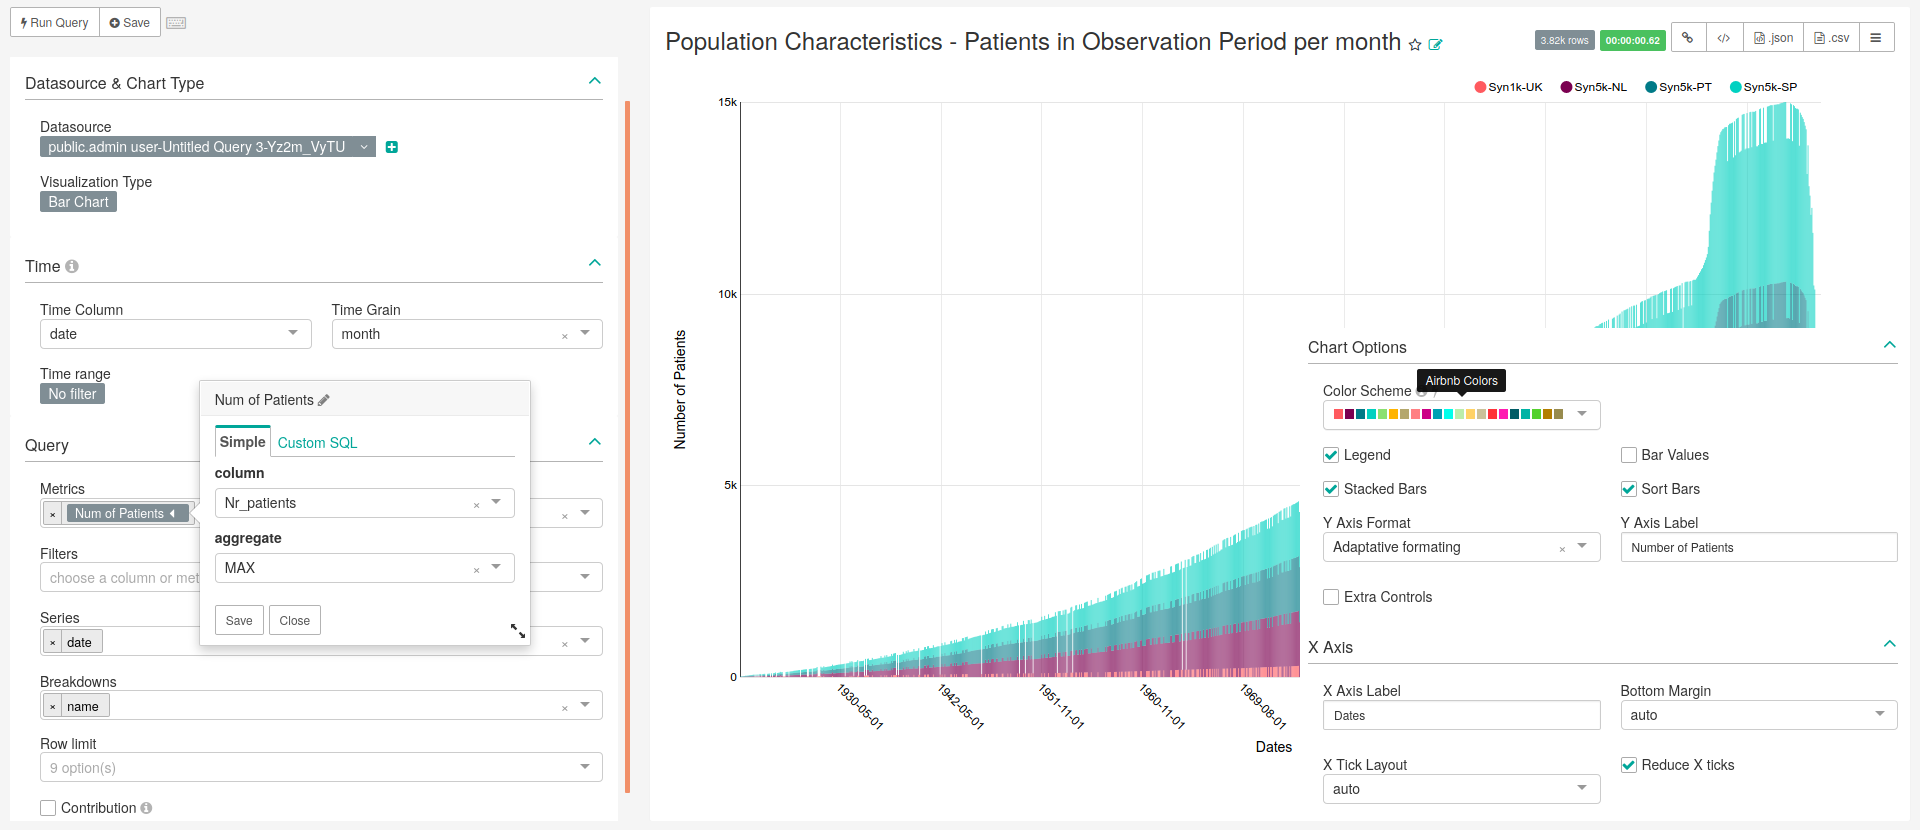 Run Query
Save
Datasource & Chart Type
Datasource
public.admin user-Untitled Query 3-Yz2m_VyTU
Visualization Type
Bar Chart
Time
Time Column
Time Grain
date
month
Time range
No filter
Query
Metrics
Num of Patients
Filters
choose a column or met
Series
date
Breakdowns
name
Row limit
9 option(s)
Contribution
Num of Patients
Simple
Custom SQL
column
Nr_patients
aggregate
MAX
Save
Close
Population Characteristics - Patients in Observation Period per month
3.82k rows
00:00:00.62
.json
.csv
Syn1k-UK
Syn5k-NL
Syn5k-PT
Syn5k-SP
15k
10k
5k
0
Number of Patients
1930-05-01
1942-05-01
1951-11-01
1960-11-01
1969-08-01
Dates
Chart Options
Airbnb Colors
Color Scheme
Legend
Bar Values
Stacked Bars
Sort Bars
Y Axis Format
Y Axis Label
Adaptative formating
Number of Patients
Extra Controls
X Axis
X Axis Label
Bottom Margin
Dates
auto
X Tick Layout
Reduce X ticks
auto